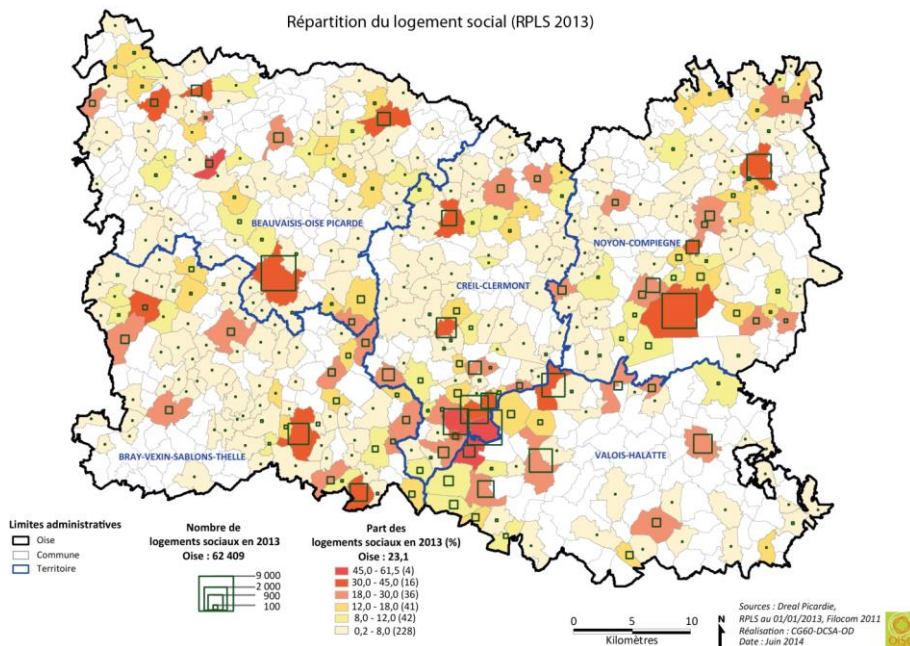 Répartition du logement social (RPLS 2013)
BEAUVAISIS-OISE PICARDE
NOYON-COMPIEGNE
CREIL-CLERMONT
BRAY-VEXIN-SABLONS-THELLE
VALOIS-HALATTE
Limites administratives
Oise
Commune
Territoire
Nombre de
logements sociaux en 2013
Oise : 62 409
9 000
2 000
900
100
Part des
logements sociaux en 2013 (%)
Oise : 23,1
45,0 - 61,5 (4)
30,0 - 45,0 (16)
18,0 - 30,0 (36)
12,0 - 18,0 (41)
8,0 - 12,0 (42)
0,2 - 8,0 (228)
0 5 10
Kilomètres
N
Sources : Dreal Picardie,
RPLS au 01/01/2013, Filocom 2011
Réalisation : CG60-DCSA-OD
Date : Juin 2014
OISE